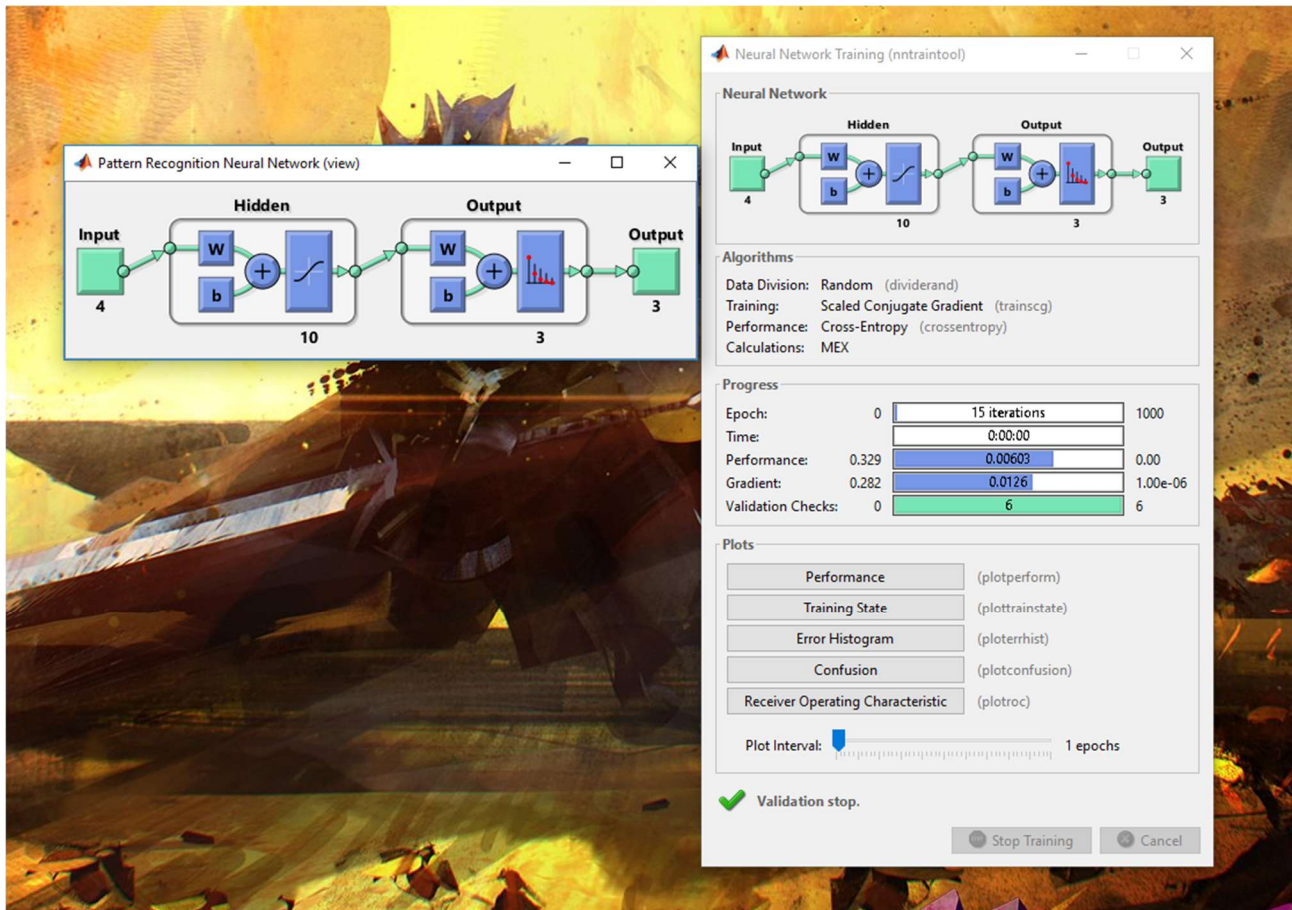 Pattern Recognition Neural Network (view)
Hidden
Output
Input
Output
W
W
b
b
4
3
10
3
Neural Network Training (nntraintool)
Neural Network
Hidden
Output
Input
Output
W
W
b
b
4
3
10
3
Algorithms
Data Division: Random (dividerand)
Training: Scaled Conjugate Gradient (trainscg)
Performance: Cross-Entropy (crossentropy)
Calculations: MEX
Progress
Epoch: 0 15 iterations 1000
Time: 0:00:00
Performance: 0.329 0.00603 0.00
Gradient: 0.282 0.0126 1.00e-06
Validation Checks: 0 6 6
Plots
Performance (plotperform)
Training State (plottrainstate)
Error Histogram (ploterrhist)
Confusion (plotconfusion)
Receiver Operating Characteristic (plotroc)
Plot Interval: 1 epochs
Validation stop.
Stop Training Cancel